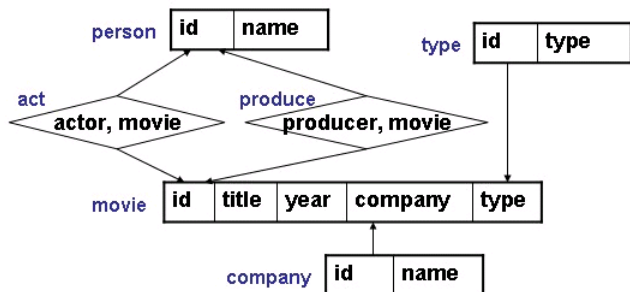 person id name
type id type
act produce
actor, movie producer, movie
movie id title year company type
company id name